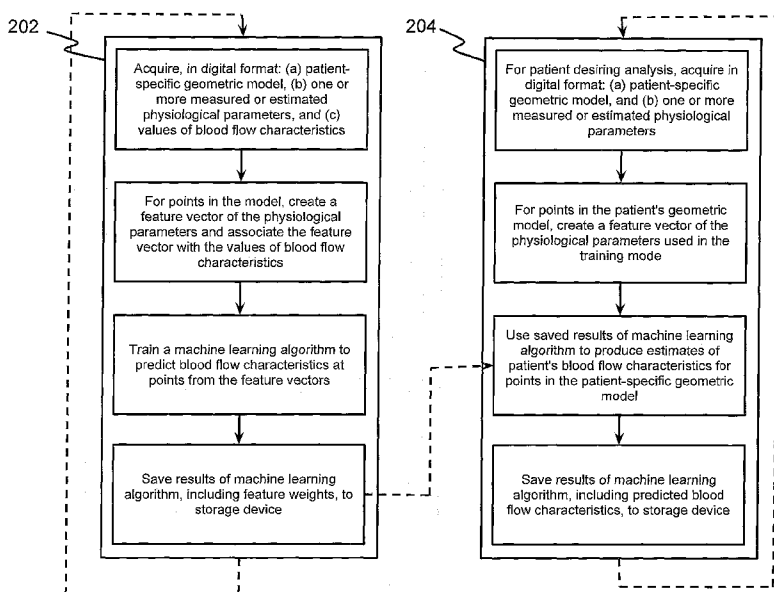 202
Acquire, in digital format: (a) patient-
specific geometric model, (b) one or
more measured or estimated
physiological parameters, and (c)
values of blood flow characteristics
For points in the model, create a
feature vector of the physiological
parameters and associate the feature
vector with the values of blood flow
characteristics
Train a machine learning algorithm to
predict blood flow characteristics at
points from the feature vectors
Save results of machine learning
algorithm, including feature weights, to
storage device
204
For patient desiring analysis, acquire in
digital format: (a) patient-specific
geometric model, and (b) one or more
measured or estimated physiological
parameters
For points in the patient's geometric
model, create a feature vector of the
physiological parameters used in the
training mode
Use saved results of machine learning
algorithm to produce estimates of
patient's blood flow characteristics for
points in the patient-specific geometric
model
Save results of machine learning
algorithm, including predicted blood
flow characteristics, to storage device